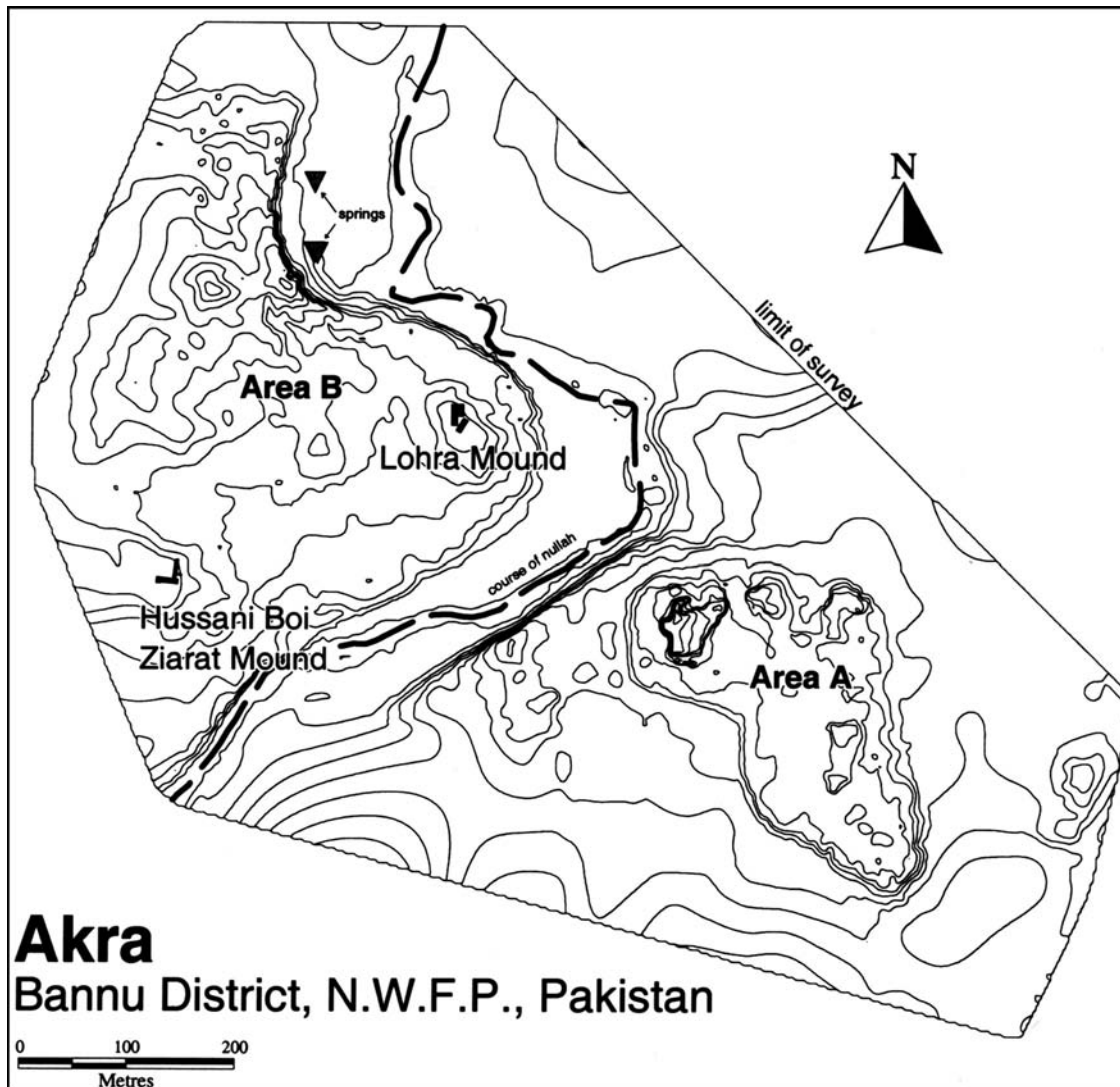 N
springs
limit of survey
Area B
Lohra Mound
course of nullah
Hussani Boi
Ziarat Mound
Area A
Akra
Bannu District, N.W.F.P., Pakistan
0 100 200
Metres